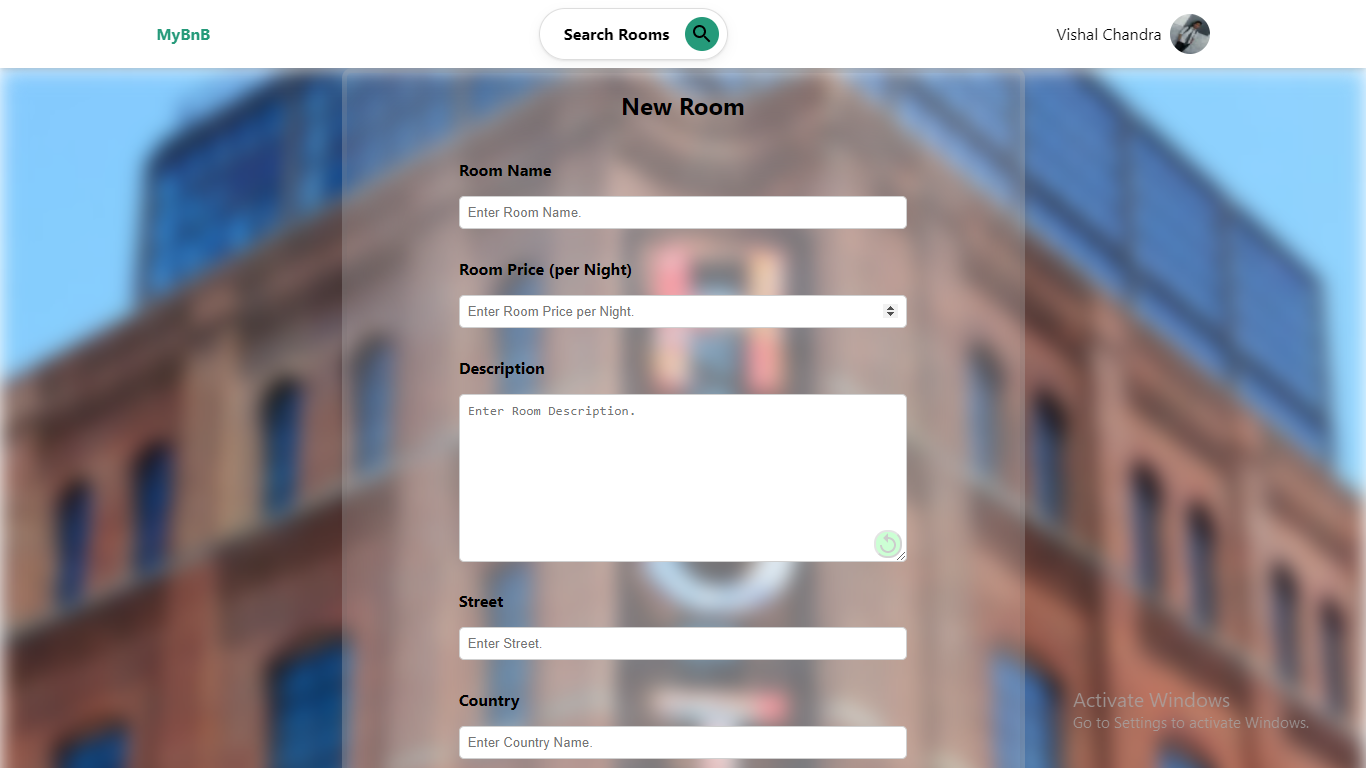 MyBnB
Search Rooms
Vishal Chandra
New Room
Room Name
Enter Room Name.
Room Price (per Night)
Enter Room Price per Night.
Description
Enter Room Description.
Street
Enter Street.
Country
Enter Country Name.
Activate Windows
Go to Settings to activate Windows.